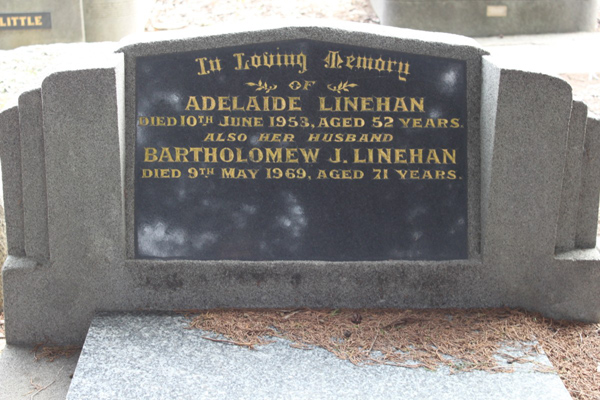 LITTLE
In Loving Memory
OF
ADELAIDE LINEHAN
DIED 10TH JUNE 1953, AGED 52 YEARS.
ALSO HER HUSBAND
BARTHOLOMEW J. LINEHAN
DIED 9TH MAY 1969, AGED 71 YEARS.